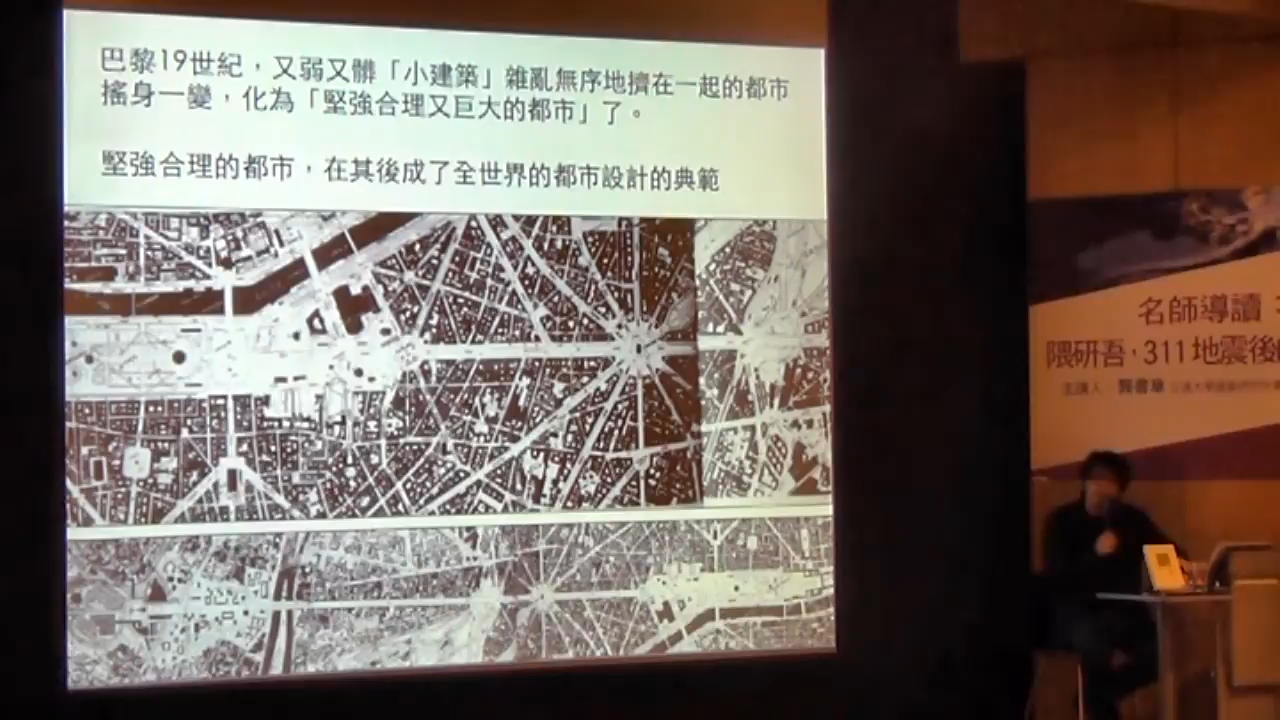 巴黎19世紀，又弱又髒「小建築」雜亂無序地擠在一起的都市
搖身一變，化為「堅強合理又巨大的都市」了。
堅強合理的都市，在其後成了全世界的都市設計的典範
名師導讀：
隈研吾，311地震後
主講人 龔書章